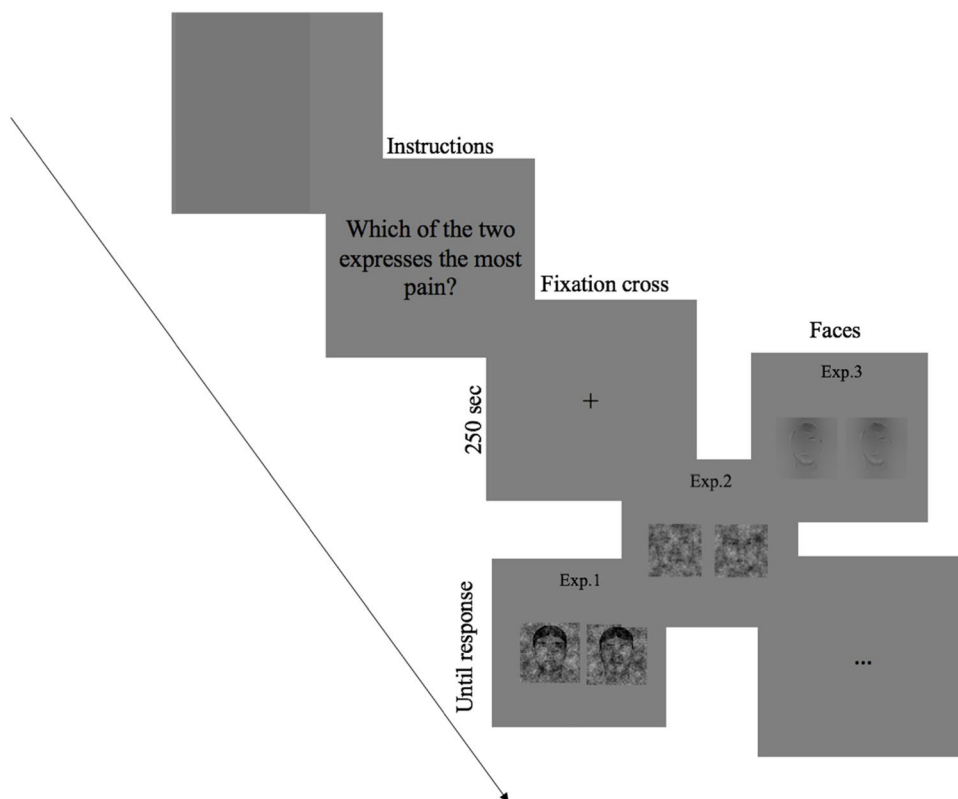 Instructions
Which of the two
expresses the most
pain?
Fixation cross
+
250 sec
Faces
Exp.3
Exp.2
Exp.1
Until response
...